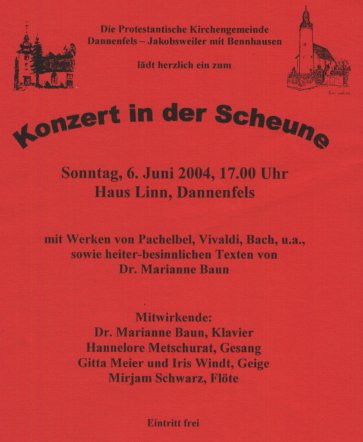 Die Protestantische Kirchengemeinde
Dannenfels – Jakobsweiler mit Bennhausen
lädt herzlich ein zum
Konzert in der Scheune
Sonntag, 6. Juni 2004, 17.00 Uhr
Haus Linn, Dannenfels
mit Werken von Pachelbel, Vivaldi, Bach, u.a.,
sowie heiter-besinnlichen Texten von
Dr. Marianne Baun
Mitwirkende:
Dr. Marianne Baun, Klavier
Hannelore Metschurat, Gesang
Gitta Meier und Iris Windt, Geige
Mirjam Schwarz, Flöte
Eintritt frei